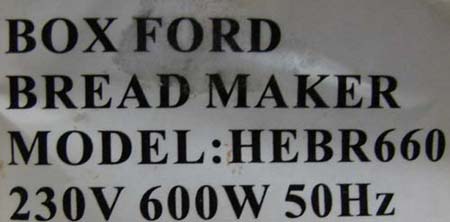 BOX FORD
BREAD MAKER
MODEL:HEBR660
230V 600W 50Hz